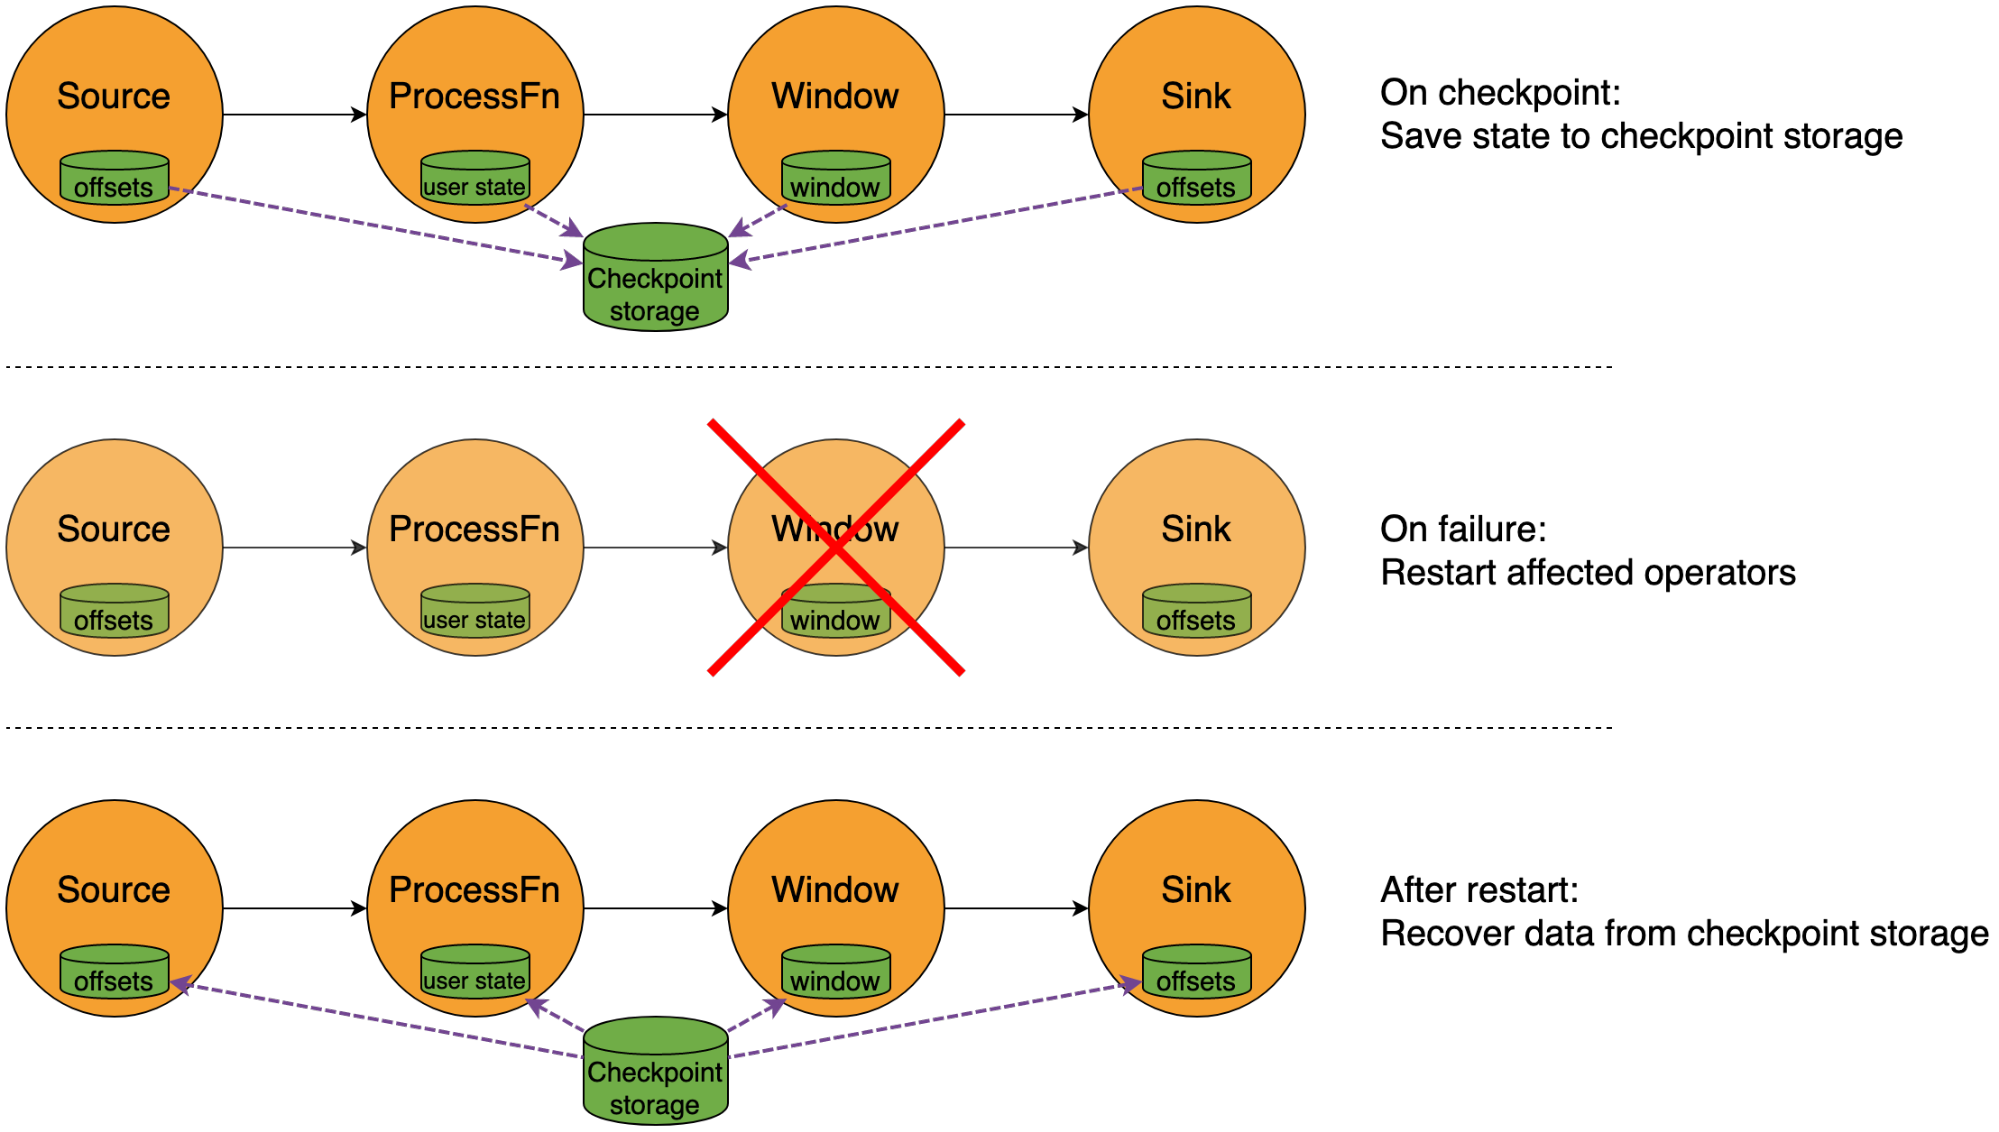 Source
ProcessFn
Window
Sink
offsets
user state
window
offsets
Checkpoint
storage
On checkpoint:
Save state to checkpoint storage
Source
ProcessFn
Window
Sink
offsets
user state
window
offsets
On failure:
Restart affected operators
Source
ProcessFn
Window
Sink
offsets
user state
window
offsets
Checkpoint
storage
After restart:
Recover data from checkpoint storage